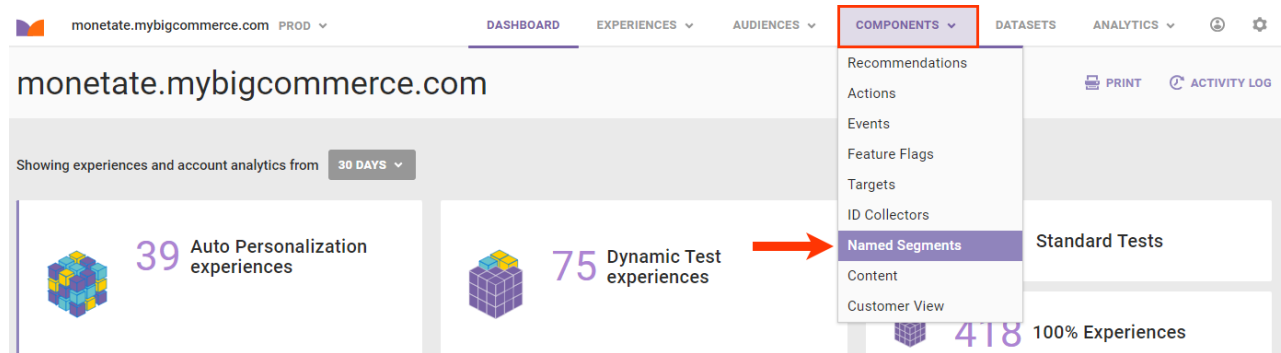 monetate.mybigcommerce.com PROD
DASHBOARD
EXPERIENCES
AUDIENCES
COMPONENTS
DATASETS
ANALYTICS
monetate.mybigcommerce.com
PRINT
ACTIVITY LOG
Recommendations
Actions
Events
Feature Flags
Targets
ID Collectors
Named Segments
Content
Customer View
Showing experiences and account analytics from 30 DAYS
39 Auto Personalization
experiences
75 Dynamic Test
experiences
Standard Tests
418 100% Experiences